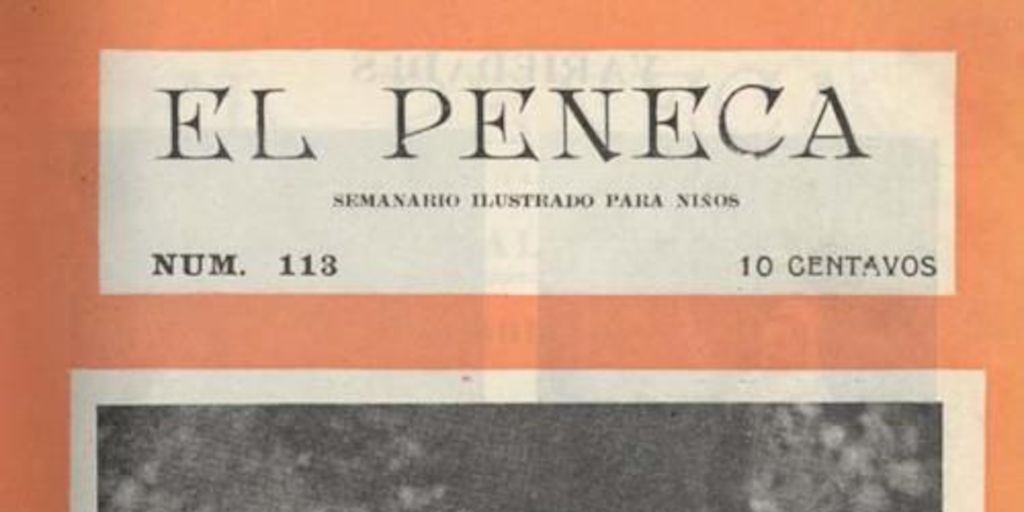 EL PENECA
SEMANARIO ILUSTRADO PARA NIÑOS
NUM. 113
10 CENTAVOS